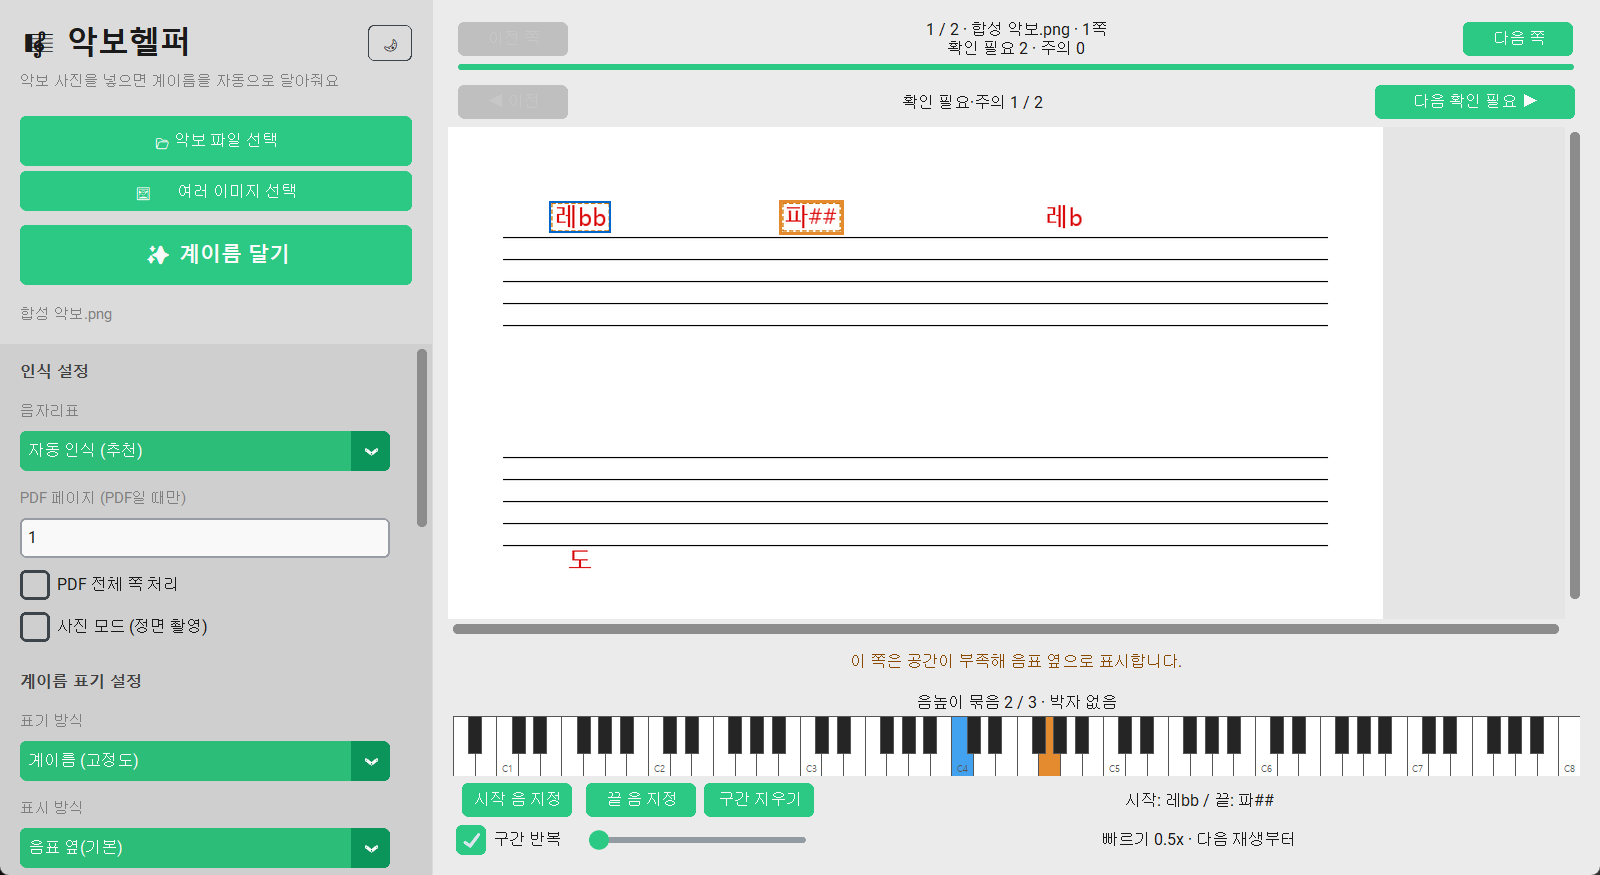 악보헬퍼
악보 사진을 넣으면 계이름을 자동으로 달아줘요
악보 파일 선택
여러 이미지 선택
계이름 달기
합성 악보.png
인식 설정
음자리표
자동 인식 (추천)
PDF 페이지 (PDF일 때만)
1
PDF 전체 쪽 처리
사진 모드 (정면 촬영)
계이름 표기 설정
표기 방식
계이름 (고정도)
표시 방식
음표 옆(기본)
이전 쪽
1 / 2 · 합성 악보.png · 1쪽
확인 필요 2 · 주의 0
다음 쪽
◀ 이전
확인 필요·주의 1 / 2
다음 확인 필요 ▶
레bb 파## 레b
도
이 쪽은 공간이 부족해 음표 옆으로 표시합니다.
음높이 묶음 2 / 3 · 박자 없음
C1 C2 C3 C4 C5 C6 C7 C8
시작 음 지정 끝 음 지정 구간 지우기
시작: 레bb / 끝: 파##
구간 반복
빠르기 0.5x · 다음 재생부터